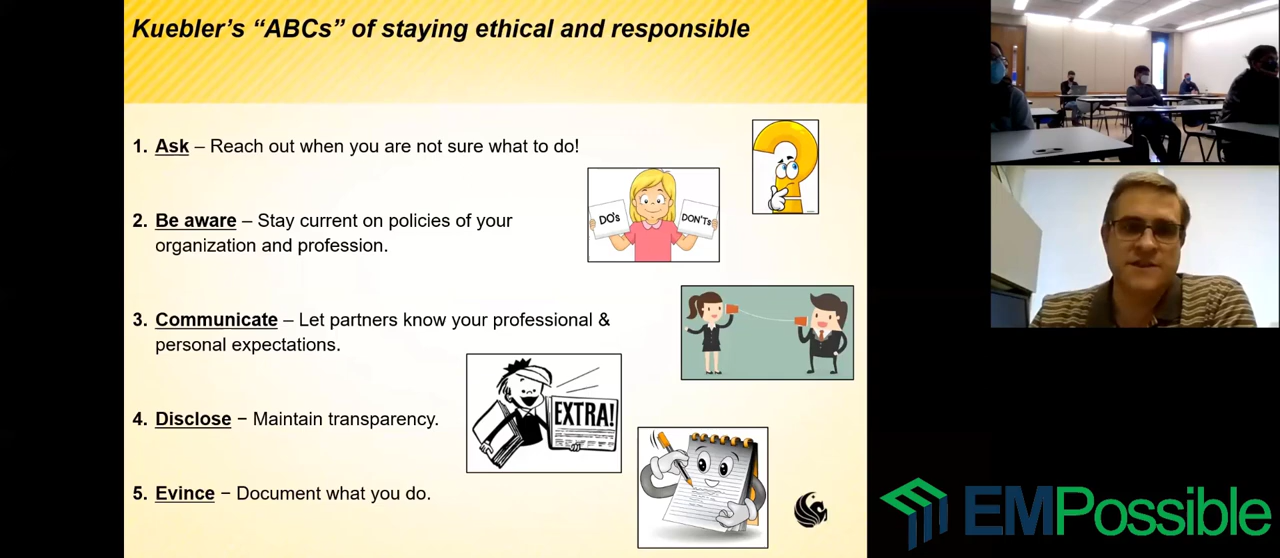 Kuebler's “ABCs” of staying ethical and responsible
1. Ask – Reach out when you are not sure what to do!
DO's
DON'Ts
2. Be aware – Stay current on policies of your
organization and profession.
3. Communicate – Let partners know your professional &
personal expectations.
EXTRA!
4. Disclose – Maintain transparency.
5. Evince – Document what you do.
EMPossible